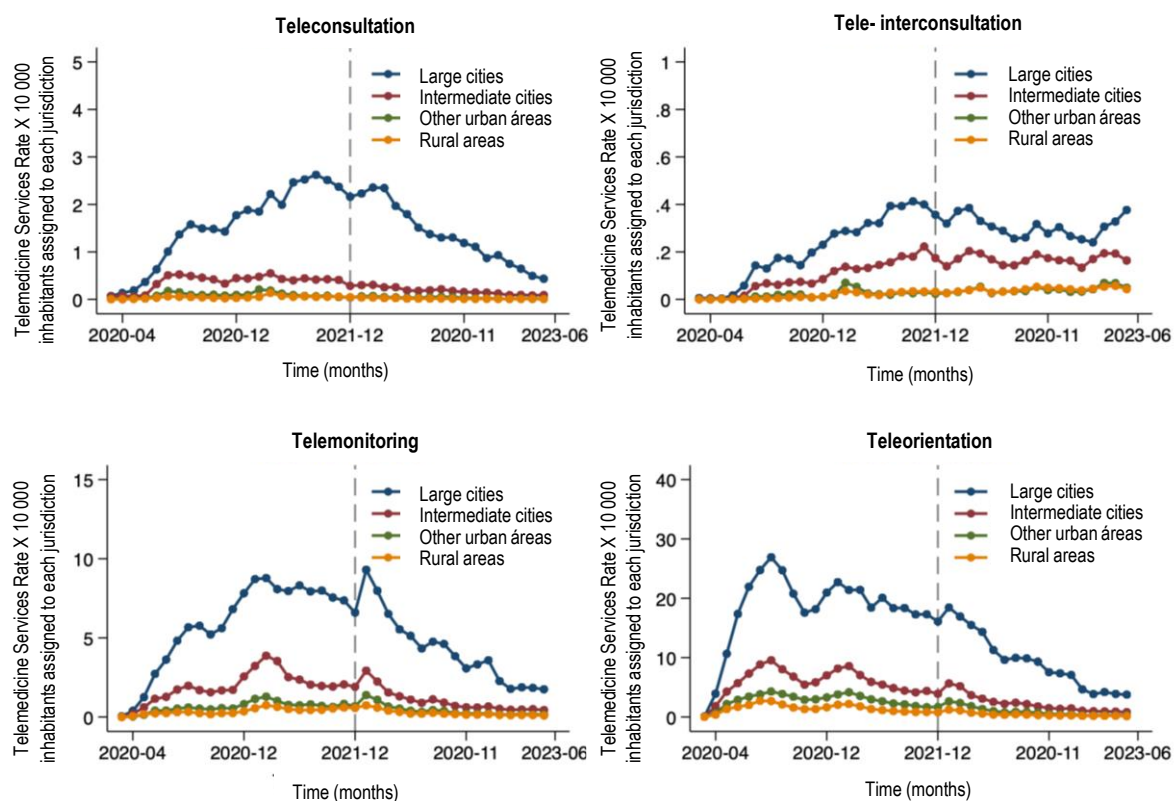 Teleconsultation
Telemedicine Services Rate X 10 000
inhabitants assigned to each jurisdiction
5
4
3
2
1
0
Large cities
Intermediate cities
Other urban áreas
Rural areas
2020-04
2020-12
2021-12
2020-11
2023-06
Time (months)
Tele- interconsultation
Telemedicine Services Rate X 10 000
inhabitants assigned to each jurisdiction
1
.8
.6
.4
.2
0
Large cities
Intermediate cities
Other urban áreas
Rural areas
2020-04
2020-12
2021-12
2020-11
2023-06
Time (months)
Telemonitoring
Telemedicine Services Rate X 10 000
inhabitants assigned to each jurisdiction
15
10
5
0
Large cities
Intermediate cities
Other urban áreas
Rural areas
2020-04
2020-12
2021-12
2020-11
2023-06
Time (months)
Teleorientation
Telemedicine Services Rate X 10 000
inhabitants assigned to each jurisdiction
40
30
20
10
0
Large cities
Intermediate cities
Other urban áreas
Rural areas
2020-04
2020-12
2021-12
2020-11
2023-06
Time (months)